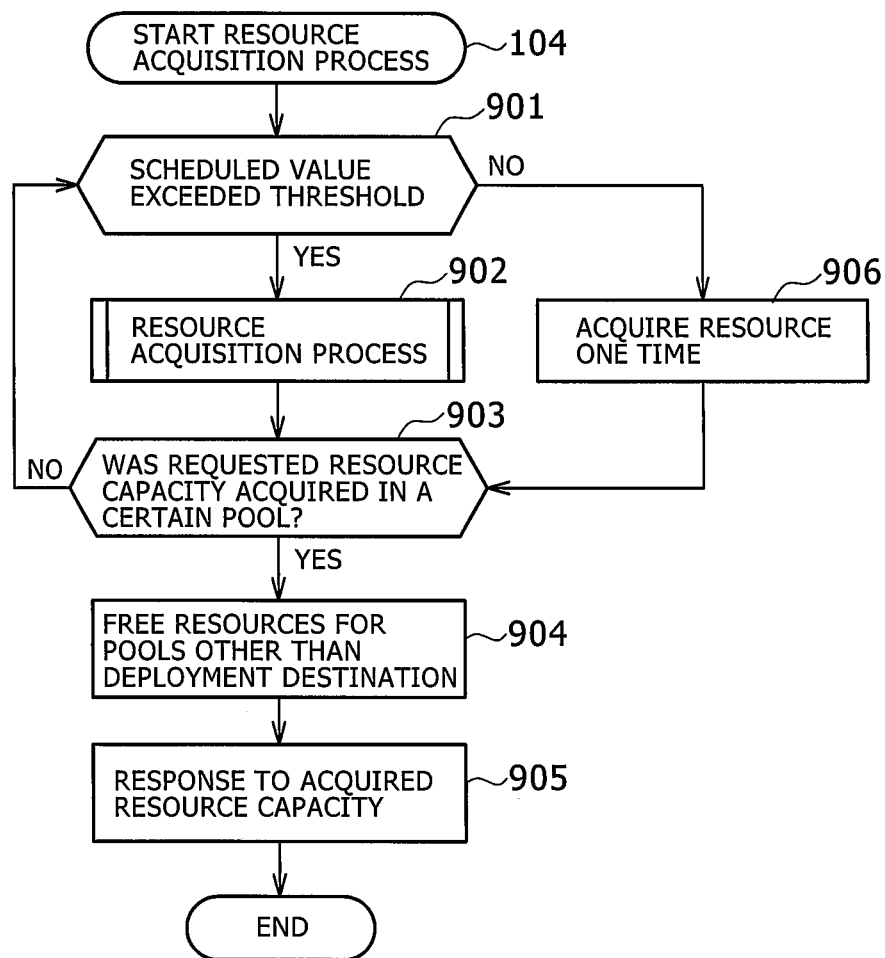 START RESOURCE
ACQUISITION PROCESS
104
901
SCHEDULED VALUE
EXCEEDED THRESHOLD
NO
YES
902
906
RESOURCE
ACQUISITION PROCESS
ACQUIRE RESOURCE
ONE TIME
903
NO
WAS REQUESTED RESOURCE
CAPACITY ACQUIRED IN A
CERTAIN POOL?
YES
FREE RESOURCES FOR
POOLS OTHER THAN
DEPLOYMENT DESTINATION
904
RESPONSE TO ACQUIRED
RESOURCE CAPACITY
905
END